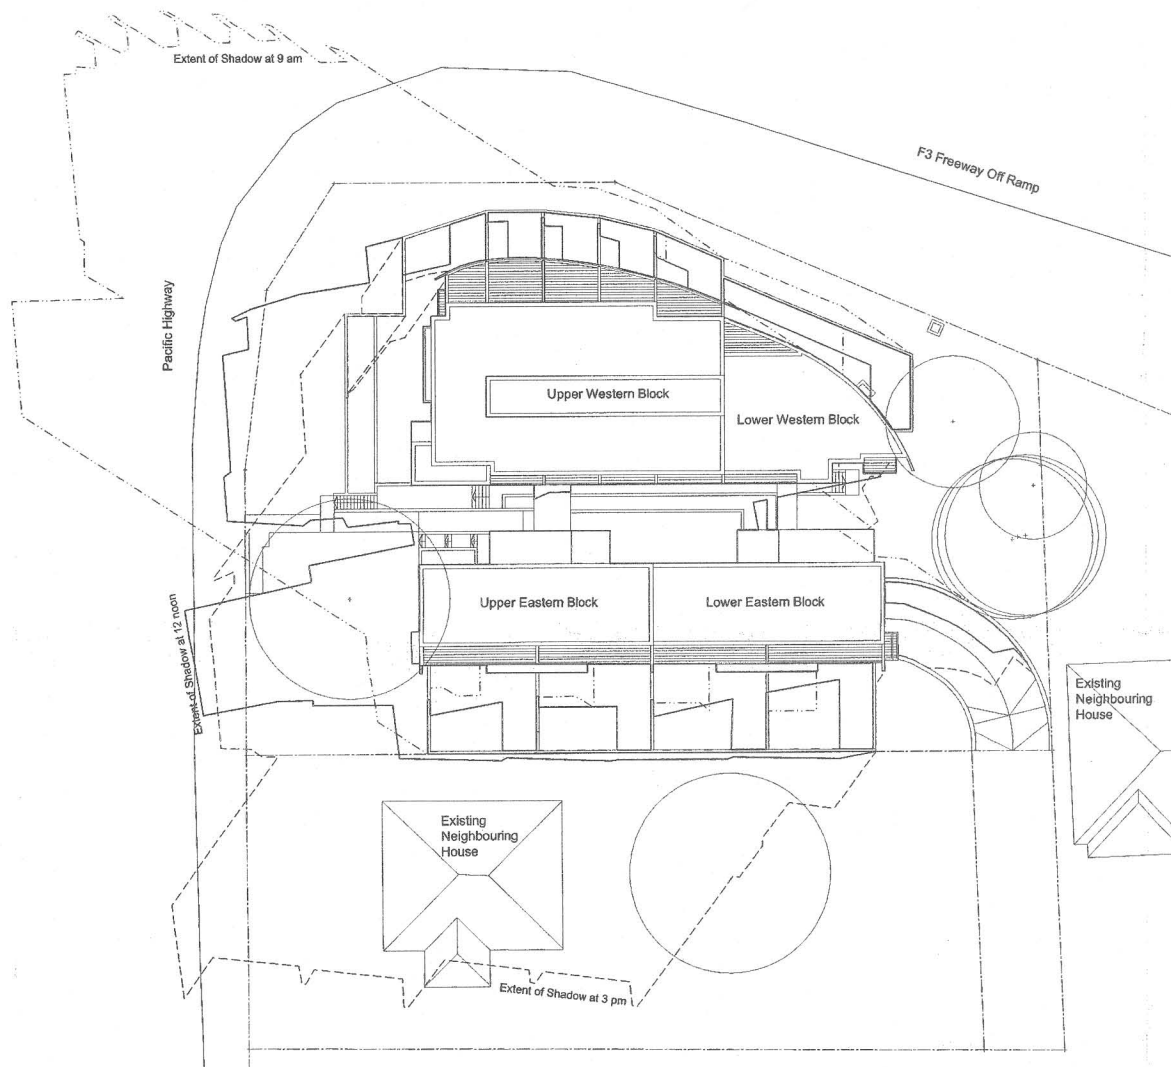 Extent of Shadow at 9 am
F3 Freeway Off Ramp
Pacific Highway
Upper Western Block
Lower Western Block
Upper Eastern Block
Lower Eastern Block
Extent of Shadow at 12 noon
Existing
Neighbouring
House
Existing
Neighbouring
House
Extent of Shadow at 3 pm